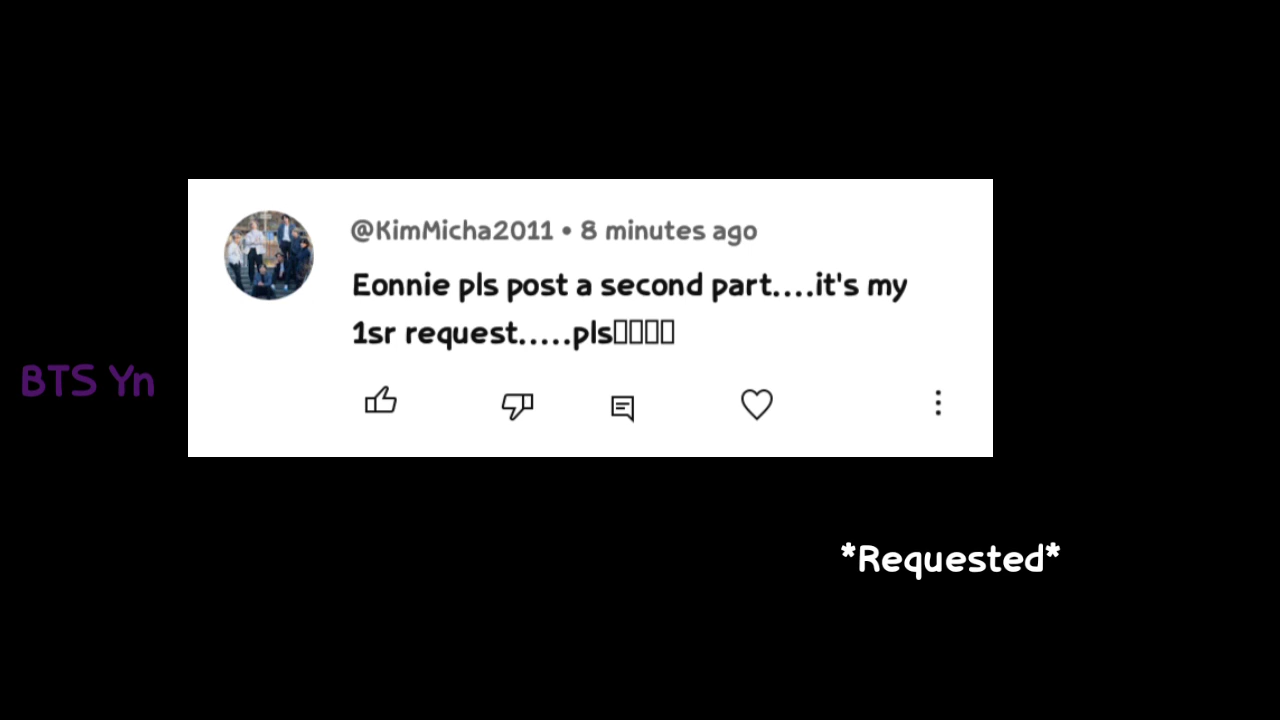 @KimMicha2011 • 8 minutes ago
Eonnie pls post a second part....it's my
1sr request.....pls▯▯▯▯
BTS Yn
*Requested*